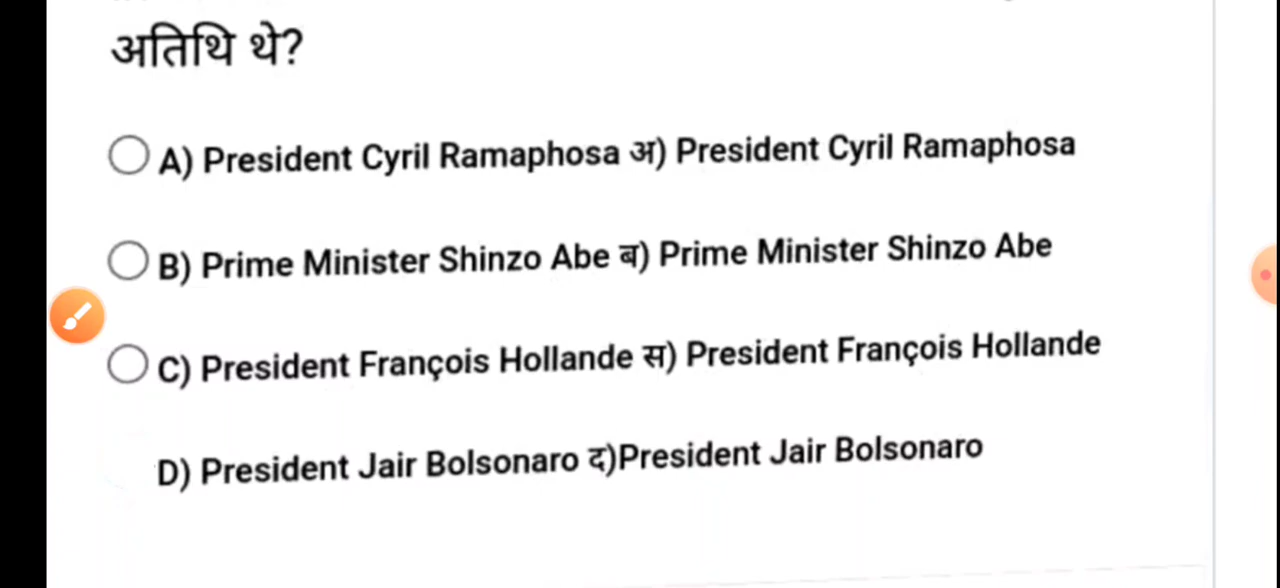 अतिथि थे?
A) President Cyril Ramaphosa अ) President Cyril Ramaphosa
B) Prime Minister Shinzo Abe ब) Prime Minister Shinzo Abe
C) President François Hollande स) President François Hollande
D) President Jair Bolsonaro द)President Jair Bolsonaro